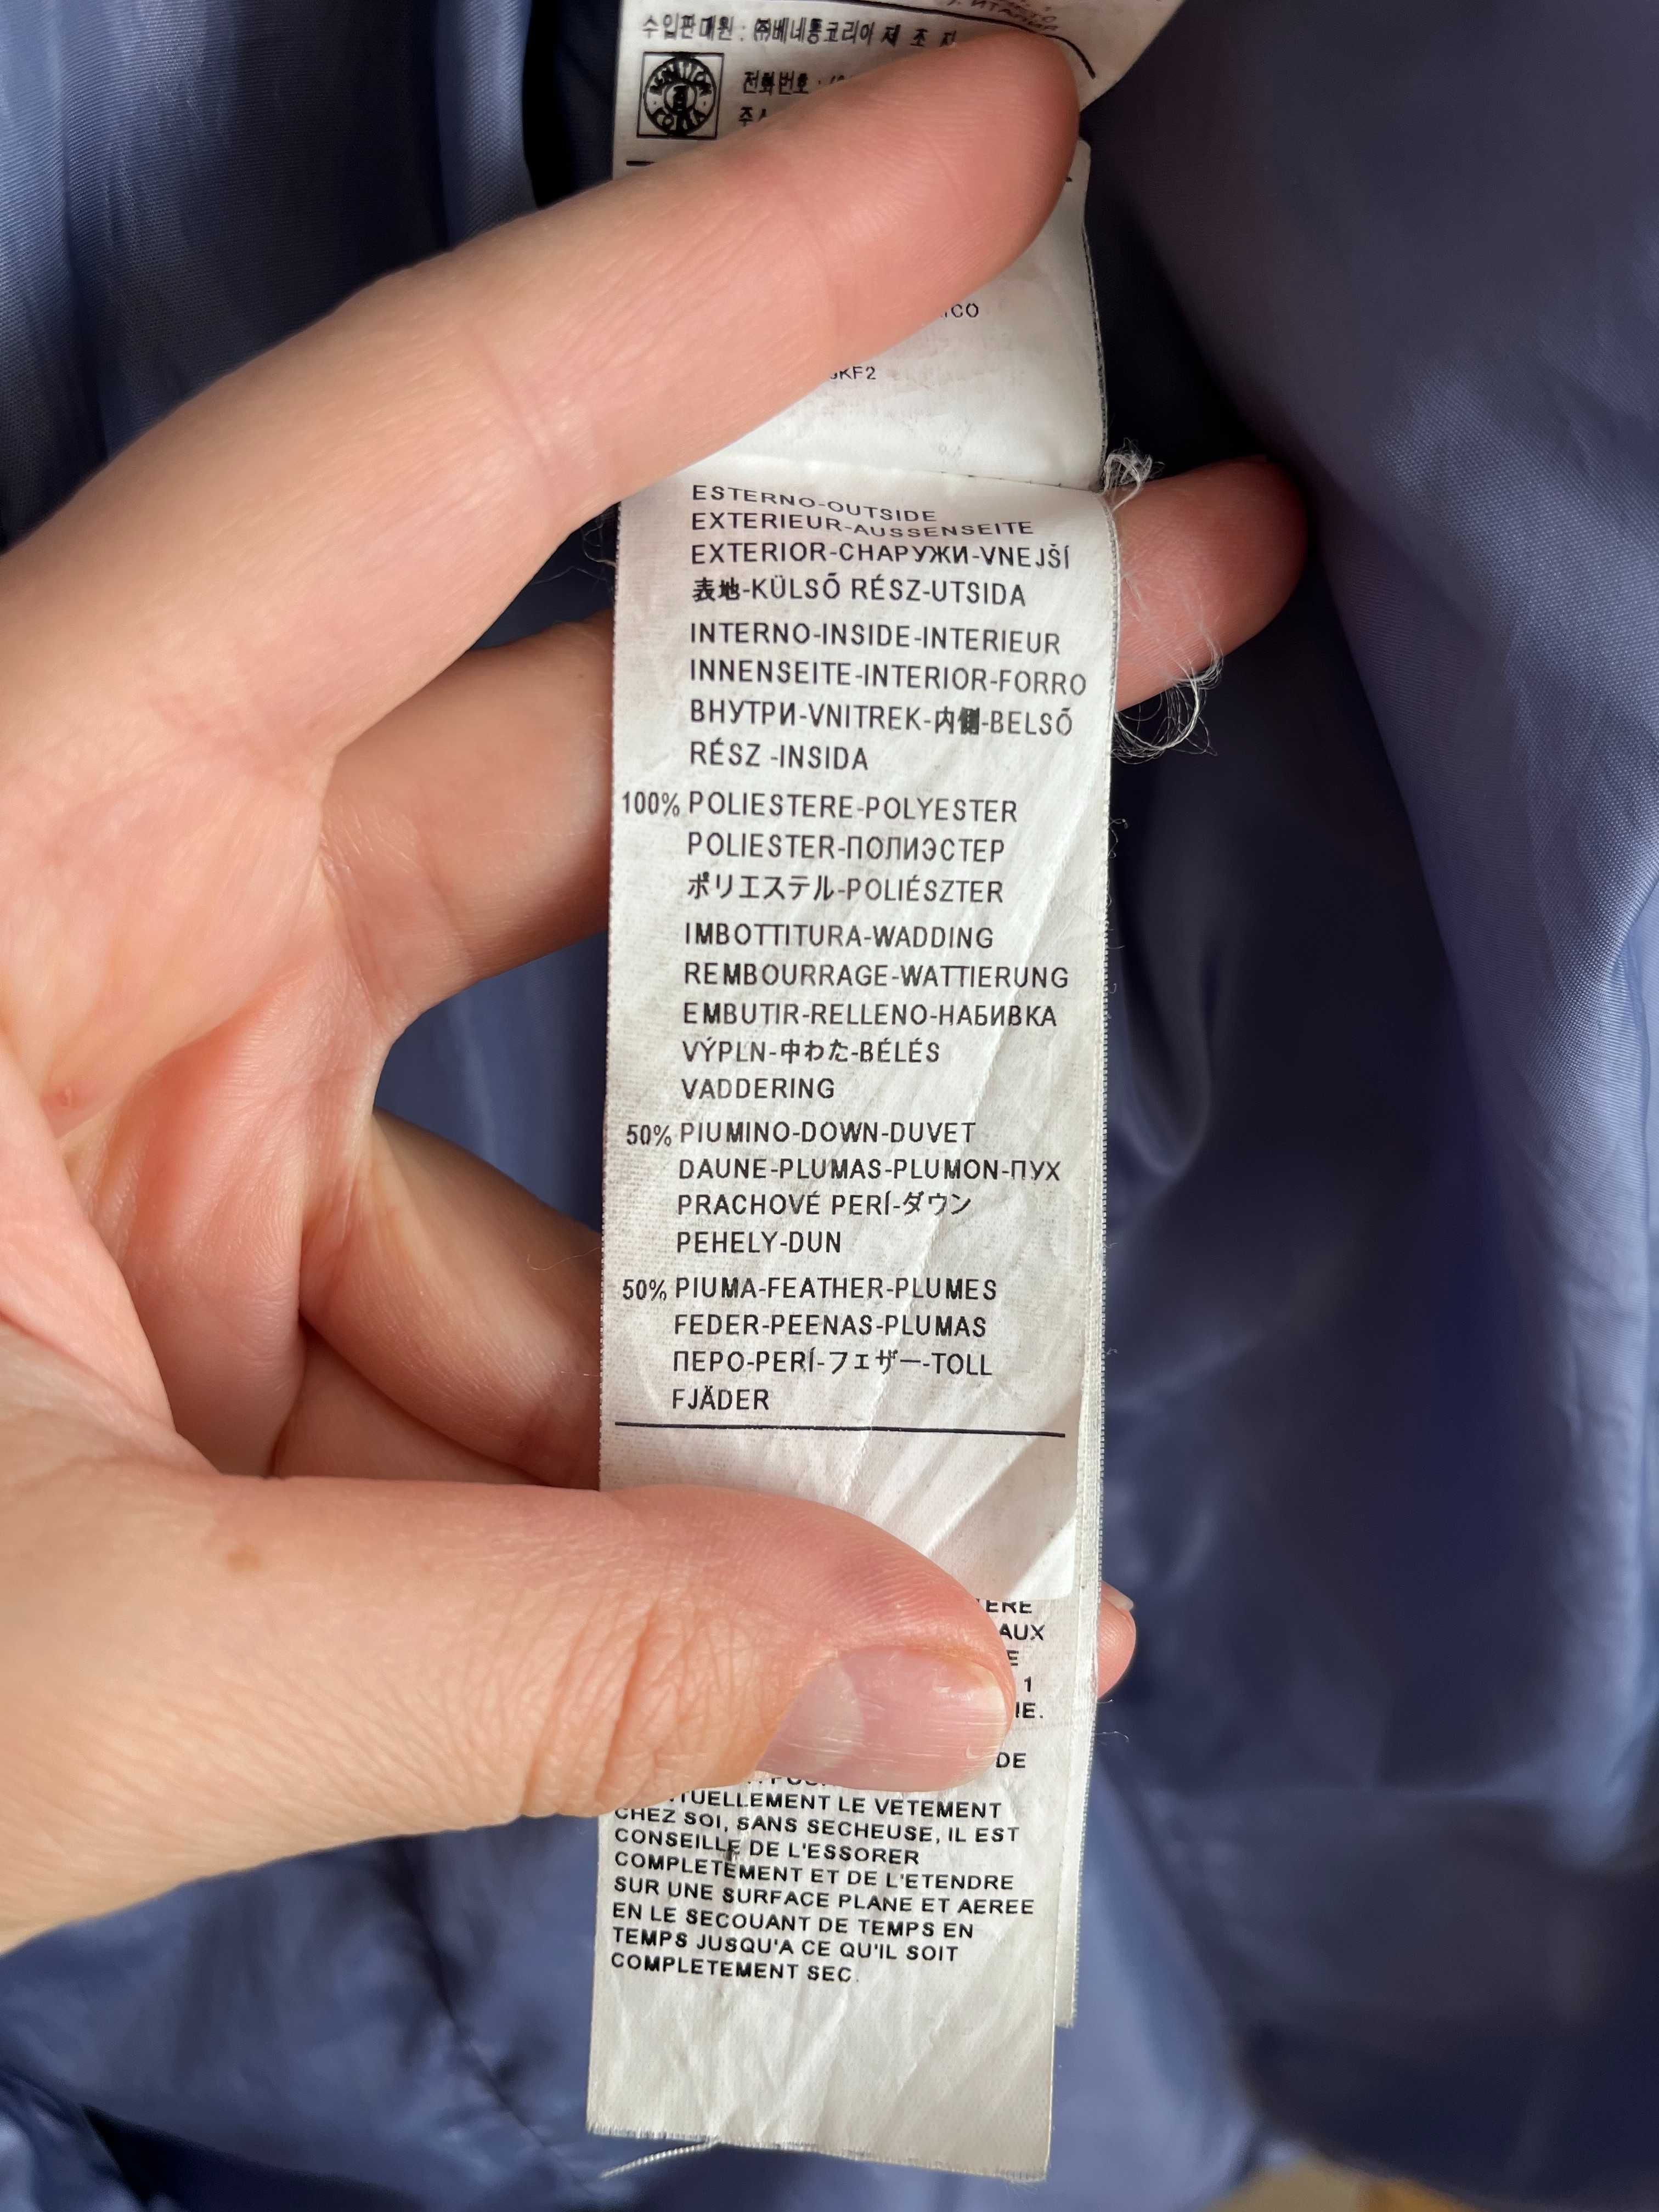 수입판매원 : ㈜베네통코리아 제 조
전화번호 :
ESTERNO-OUTSIDE
EXTERIEUR-AUSSENSEITE
EXTERIOR-СНАРУЖИ-VNEJŠÍ
表地-KÜLSŐ RÉSZ-UTSIDA
INTERNO-INSIDE-INTERIEUR
INNENSEITE-INTERIOR-FORRO
ВНУТРИ-VNITREK-内側-BELSŐ
RÉSZ -INSIDA
100% POLIESTERE-POLYESTER
POLIESTER-ПОЛИЭСТЕР
ポリエステル-POLIÉSZTER
IMBOTTITURA-WADDING
REMBOURRAGE-WATTIERUNG
EMBUTIR-RELLENO-НАБИВКА
VÝPLN-中わた-BÉLÉS
VADDERING
50% PIUMINO-DOWN-DUVET
DAUNE-PLUMAS-PLUMON-ПУХ
PRACHOVÉ PERÍ-ダウン
PEHELY-DUN
50% PIUMA-FEATHER-PLUMES
FEDER-PEENAS-PLUMAS
ПЕРО-PERÍ-フェザー-TOLL
FJÄDER
AUX
1
DE
LE VETEMENT
CHEZ SOI, SANS SECHEUSE, IL EST
CONSEILLE DE L'ESSORER
COMPLETEMENT ET DE L'ETENDRE
SUR UNE SURFACE PLANE ET AEREE
EN LE SECOUANT DE TEMPS EN
TEMPS JUSQU'A CE QU'IL SOIT
COMPLETEMENT SEC.